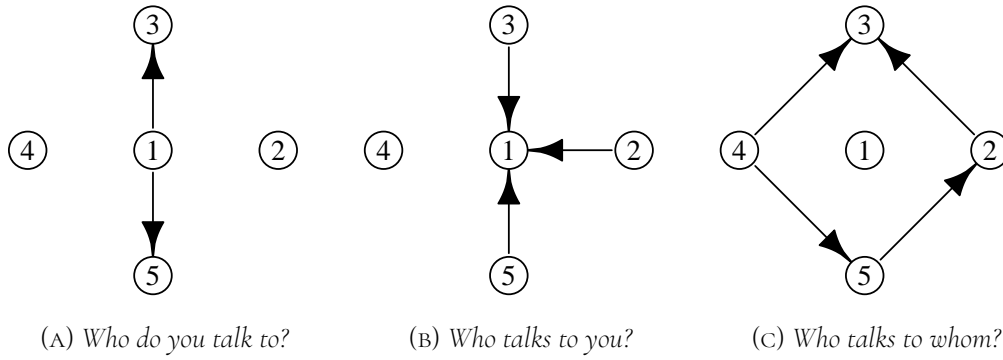 3 3 3
4 1 2 4 1 2 4 1 2
5 5 5
(A) Who do you talk to? (B) Who talks to you? (C) Who talks to whom?